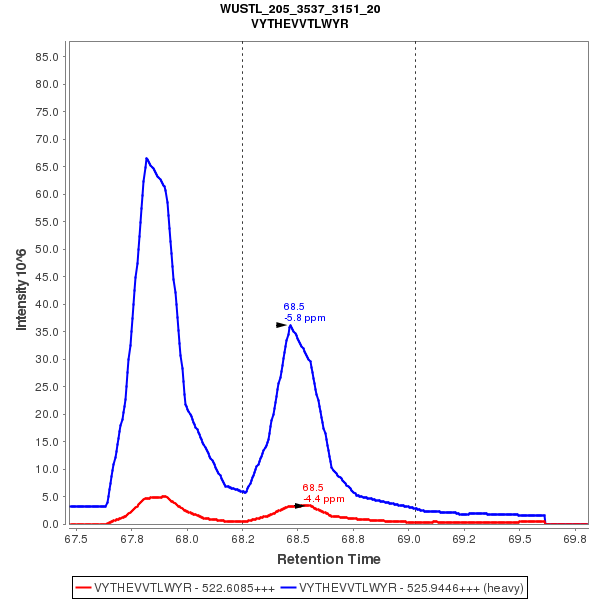 WUSTL_205_3537_3151_20
VYTHEVVTLWYR
Intensity 10^6
85.0
80.0
75.0
70.0
65.0
60.0
55.0
50.0
45.0
40.0
35.0
30.0
25.0
20.0
15.0
10.0
5.0
0.0
68.5
-5.8 ppm
68.5
-4.4 ppm
67.5 67.8 68.0 68.2 68.5 68.8 69.0 69.2 69.5 69.8
Retention Time
VYTHEVVTLWYR - 522.6085+++ VYTHEVVTLWYR - 525.9446+++ (heavy)